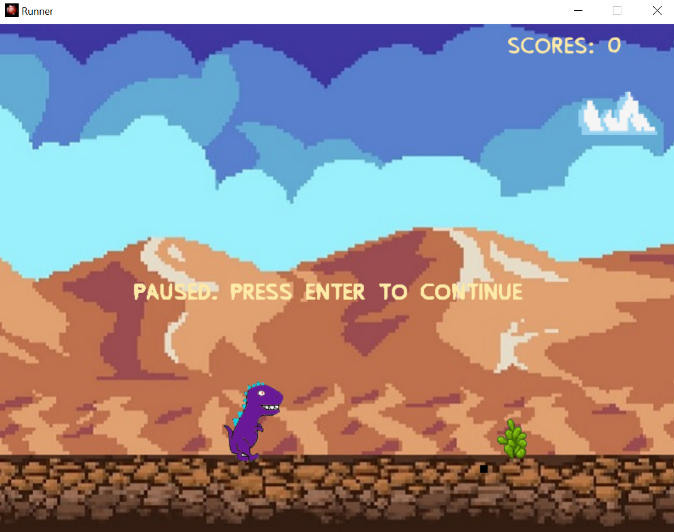 Runner
SCORES: 0
PAUSED. PRESS ENTER TO CONTINUE